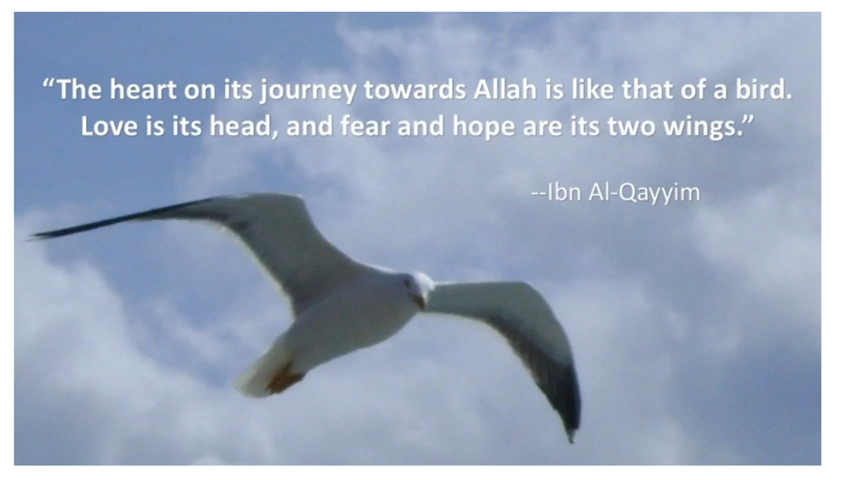 “The heart on its journey towards Allah is like that of a bird.
Love is its head, and fear and hope are its two wings.”
--Ibn Al-Qayyim